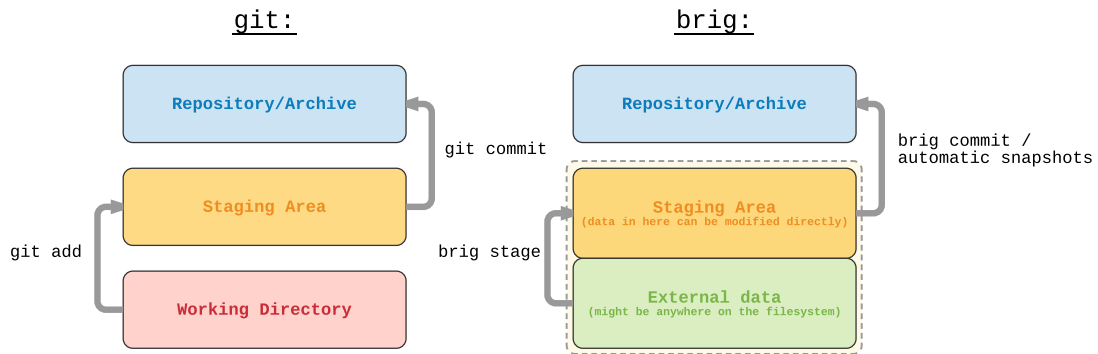 git:
Repository/Archive
git commit
Staging Area
git add
Working Directory
brig:
Repository/Archive
brig commit /
automatic snapshots
Staging Area
(data in here can be modified directly)
brig stage
External data
(might be anywhere on the filesystem)